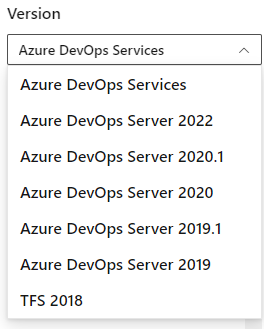 Version
Azure DevOps Services
Azure DevOps Services
Azure DevOps Server 2022
Azure DevOps Server 2020.1
Azure DevOps Server 2020
Azure DevOps Server 2019.1
Azure DevOps Server 2019
TFS 2018